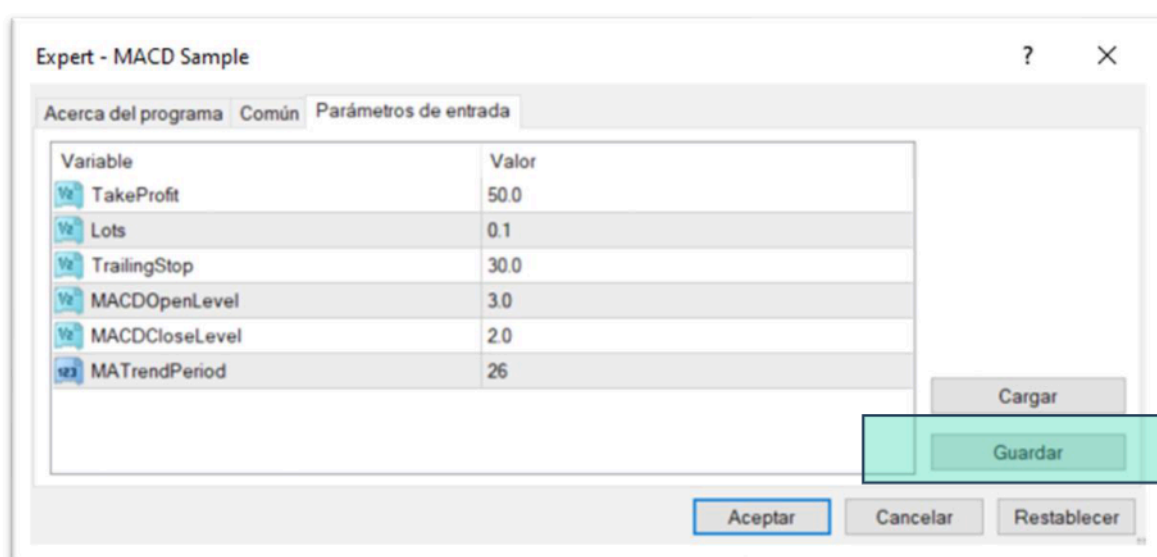 Expert - MACD Sample ? ×
Acerca del programa Común Parámetros de entrada
Variable Valor
TakeProfit 50.0
Lots 0.1
TrailingStop 30.0
MACDOpenLevel 3.0
MACDCloseLevel 2.0
123 MATrendPeriod 26
Cargar
Guardar
Aceptar Cancelar Restablecer